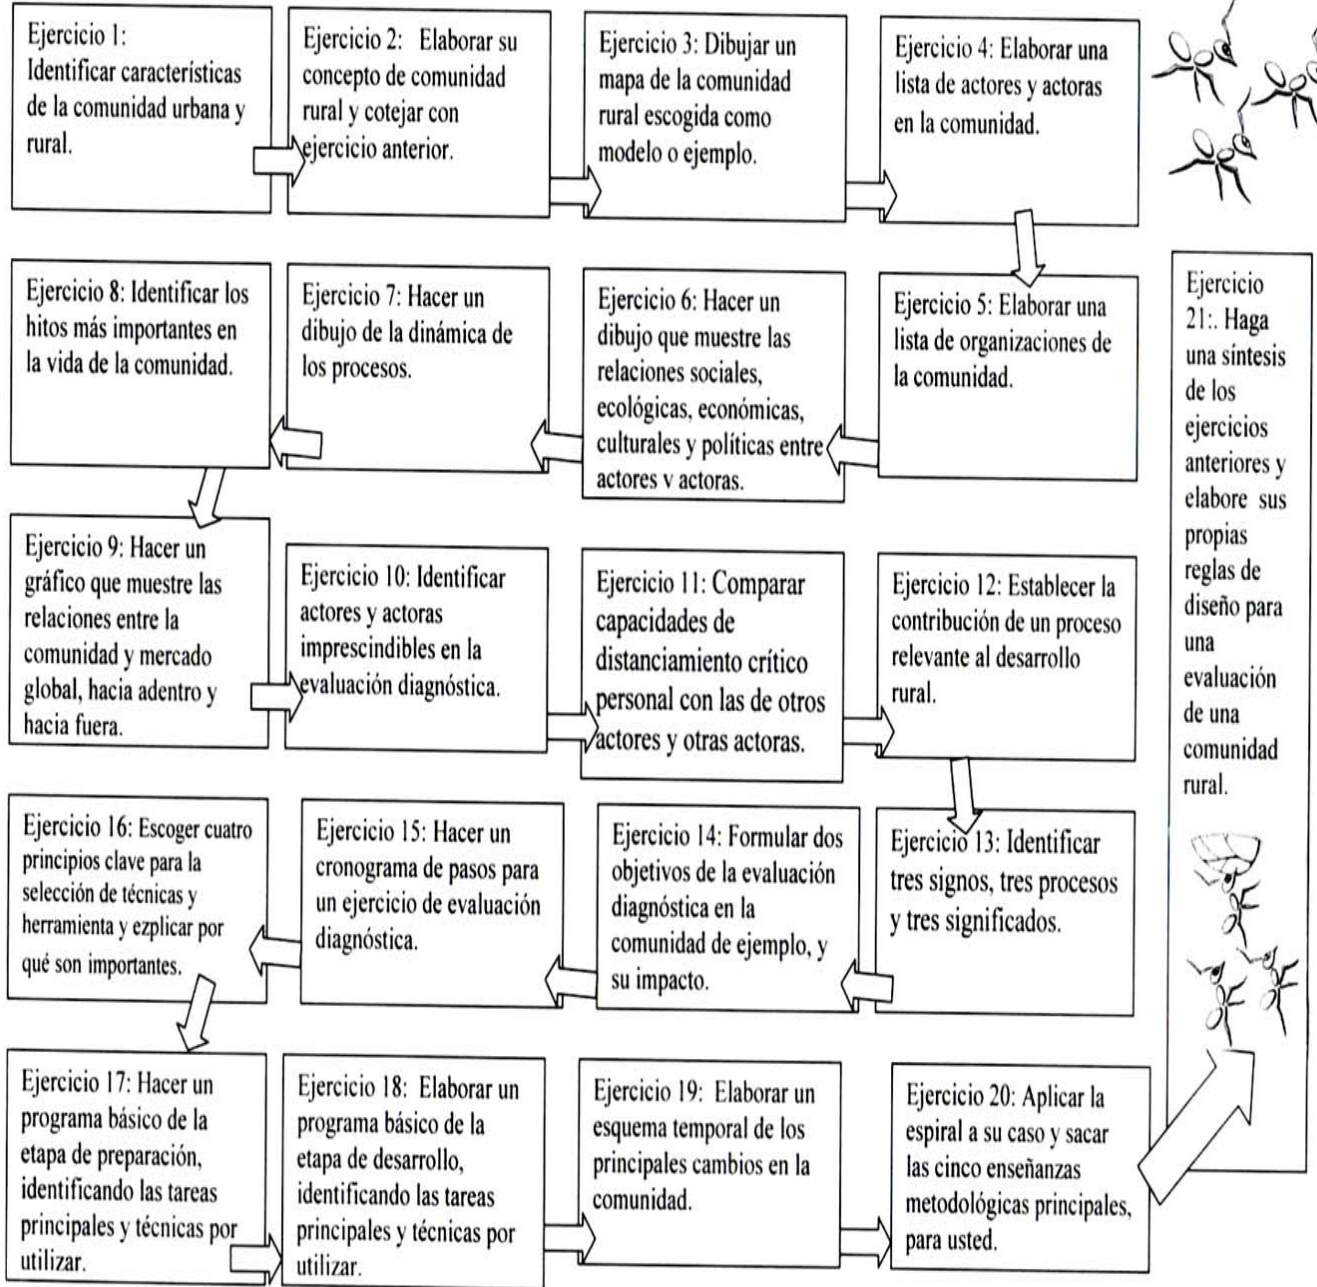 Ejercicio 1:
Identificar características
de la comunidad urbana y
rural.
Ejercicio 2: Elaborar su
concepto de comunidad
rural y cotejar con
ejercicio anterior.
Ejercicio 3: Dibujar un
mapa de la comunidad
rural escogida como
modelo o ejemplo.
Ejercicio 4: Elaborar una
lista de actores y actoras
en la comunidad.
Ejercicio 5: Elaborar una
lista de organizaciones de
la comunidad.
Ejercicio 6: Hacer un
dibujo que muestre las
relaciones sociales,
ecológicas, económicas,
culturales y políticas entre
actores y actoras.
Ejercicio 7: Hacer un
dibujo de la dinámica de
los procesos.
Ejercicio 8: Identificar los
hitos más importantes en
la vida de la comunidad.
Ejercicio 9: Hacer un
gráfico que muestre las
relaciones entre la
comunidad y mercado
global, hacia adentro y
hacia fuera.
Ejercicio 10: Identificar
actores y actoras
imprescindibles en la
evaluación diagnóstica.
Ejercicio 11: Comparar
capacidades de
distanciamiento crítico
personal con las de otros
actores y otras actoras.
Ejercicio 12: Establecer la
contribución de un proceso
relevante al desarrollo
rural.
Ejercicio 13: Identificar
tres signos, tres procesos
y tres significados.
Ejercicio 14: Formular dos
objetivos de la evaluación
diagnóstica en la
comunidad de ejemplo, y
su impacto.
Ejercicio 15: Hacer un
cronograma de pasos para
un ejercicio de evaluación
diagnóstica.
Ejercicio 16: Escoger cuatro
principios clave para la
selección de técnicas y
herramienta y ezplicar por
qué son importantes.
Ejercicio 17: Hacer un
programa básico de la
etapa de preparación,
identificando las tareas
principales y técnicas por
utilizar.
Ejercicio 18: Elaborar un
programa básico de la
etapa de desarrollo,
identificando las tareas
principales y técnicas por
utilizar.
Ejercicio 19: Elaborar un
esquema temporal de los
principales cambios en la
comunidad.
Ejercicio 20: Aplicar la
espiral a su caso y sacar
las cinco enseñanzas
metodológicas principales,
para usted.
Ejercicio
21:. Haga
una síntesis
de los
ejercicios
anteriores y
elabore sus
propias
reglas de
diseño para
una
evaluación
de una
comunidad
rural.